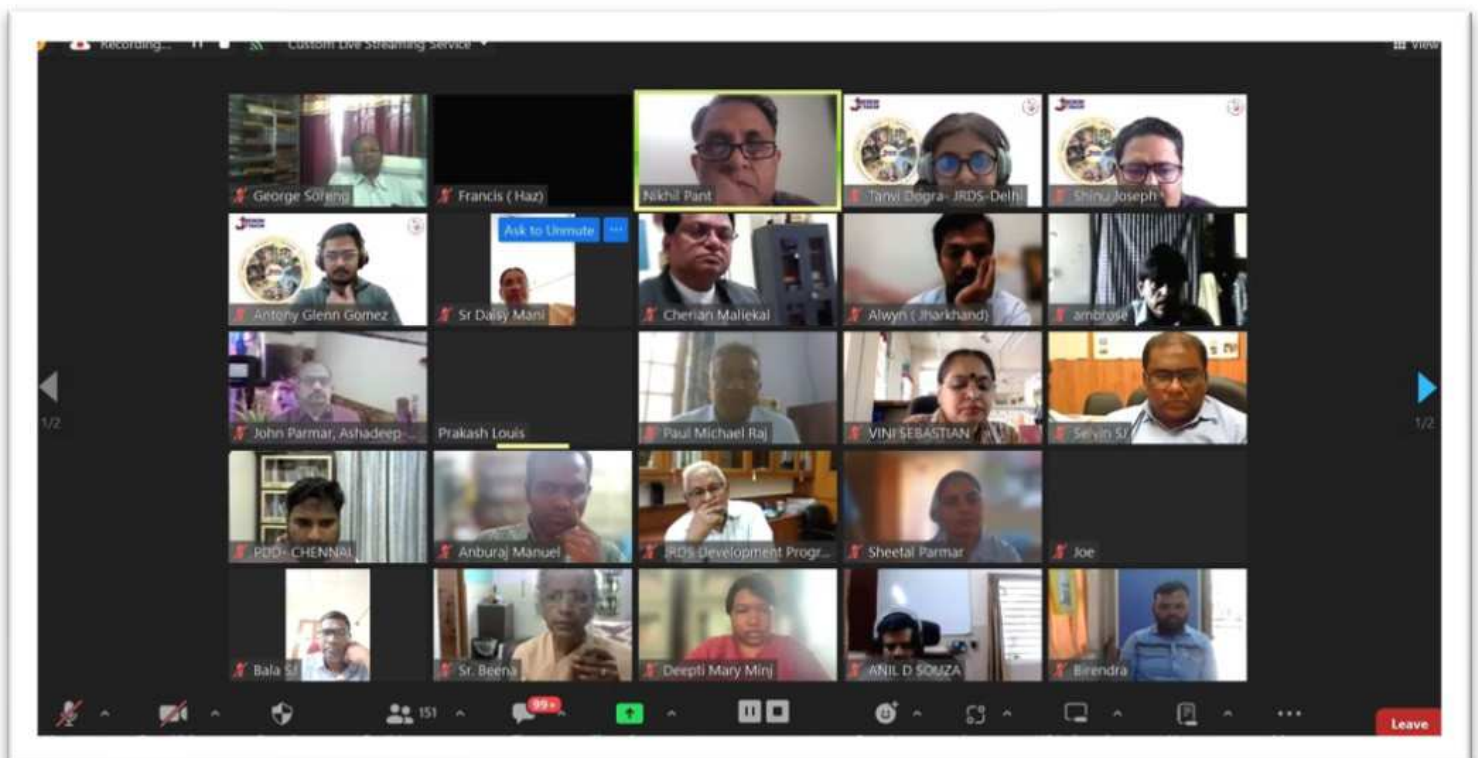 Recording...
Custom Live Streaming Service
View
George Soreng
Francis ( Haz)
Nikhil Pant
Tanvi Dogra- JRDS-Delhi
Shinu Joseph
Antony Glenn Gomez
Ask to Unmute ...
Sr Daisy Mani
Cherian Maliekal
Alwyn ( Jharkhand)
ambrose
John Parmar, Ashadeep-...
Prakash Louis
Paul Michael Raj
VINI SEBASTIAN
Selvin SJ
1/2
1/2
PDD- CHENNAI
Anburaj Manuel
JRDS Development Progr...
Sheetal Parmar
Joe
Bala SJ
Sr. Beena
Deepti Mary Minj
ANIL D SOUZA
Birendra
151
99+
Leave